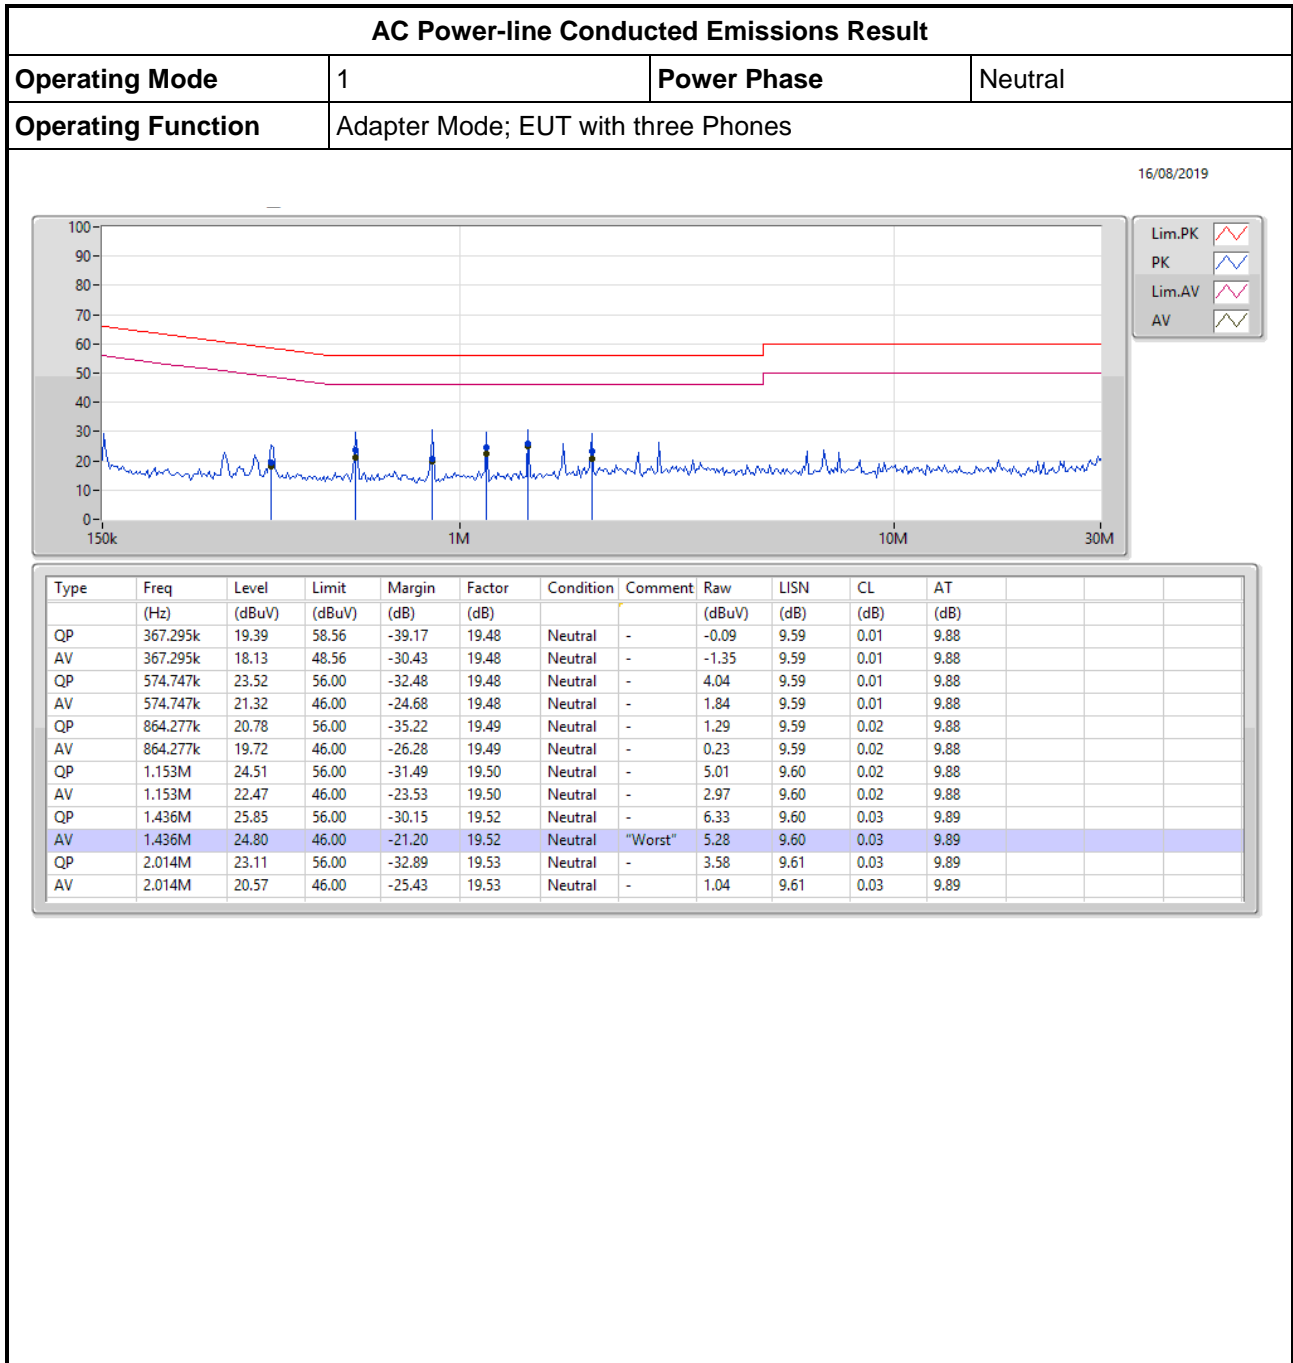 AC Power-line Conducted Emissions Result
Operating Mode 1 Power Phase Neutral
Operating Function Adapter Mode; EUT with three Phones
16/08/2019
100
90
80
70
60
50
40
30
20
10
0
150k 1M 10M 30M
Lim.PK
PK
Lim.AV
AV
Type Freq Level Limit Margin Factor Condition Comment Raw LISN CL AT
(Hz) (dBuV) (dBuV) (dB) (dB) (dBuV) (dB) (dB) (dB)
QP 367.295k 19.39 58.56 -39.17 19.48 Neutral - -0.09 9.59 0.01 9.88
AV 367.295k 18.13 48.56 -30.43 19.48 Neutral - -1.35 9.59 0.01 9.88
QP 574.747k 23.52 56.00 -32.48 19.48 Neutral - 4.04 9.59 0.01 9.88
AV 574.747k 21.32 46.00 -24.68 19.48 Neutral - 1.84 9.59 0.01 9.88
QP 864.277k 20.78 56.00 -35.22 19.49 Neutral - 1.29 9.59 0.02 9.88
AV 864.277k 19.72 46.00 -26.28 19.49 Neutral - 0.23 9.59 0.02 9.88
QP 1.153M 24.51 56.00 -31.49 19.50 Neutral - 5.01 9.60 0.02 9.88
AV 1.153M 22.47 46.00 -23.53 19.50 Neutral - 2.97 9.60 0.02 9.88
QP 1.436M 25.85 56.00 -30.15 19.52 Neutral - 6.33 9.60 0.03 9.89
AV 1.436M 24.80 46.00 -21.20 19.52 Neutral "Worst" 5.28 9.60 0.03 9.89
QP 2.014M 23.11 56.00 -32.89 19.53 Neutral - 3.58 9.61 0.03 9.89
AV 2.014M 20.57 46.00 -25.43 19.53 Neutral - 1.04 9.61 0.03 9.89